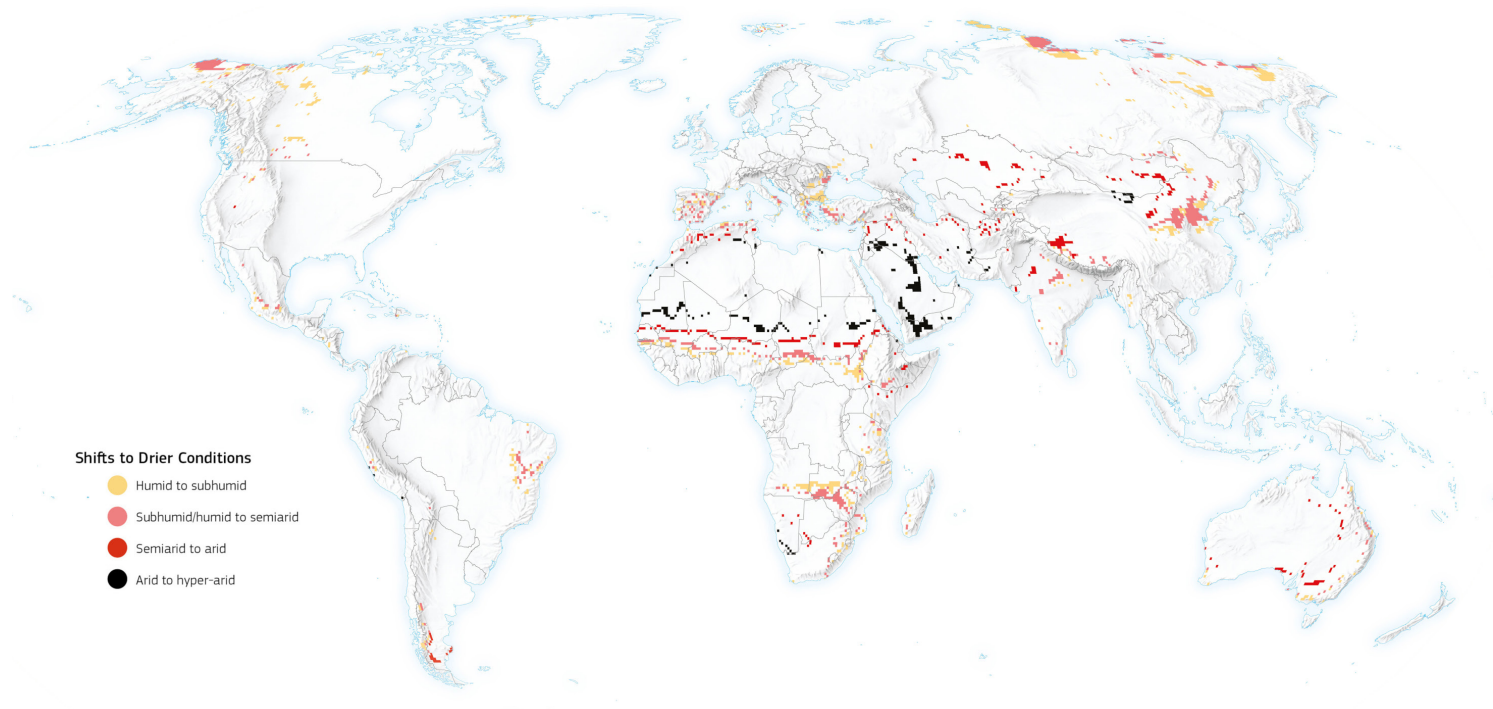 Shifts to Drier Conditions
Humid to subhumid
Subhumid/humid to semiarid
Semiarid to arid
Arid to hyper-arid